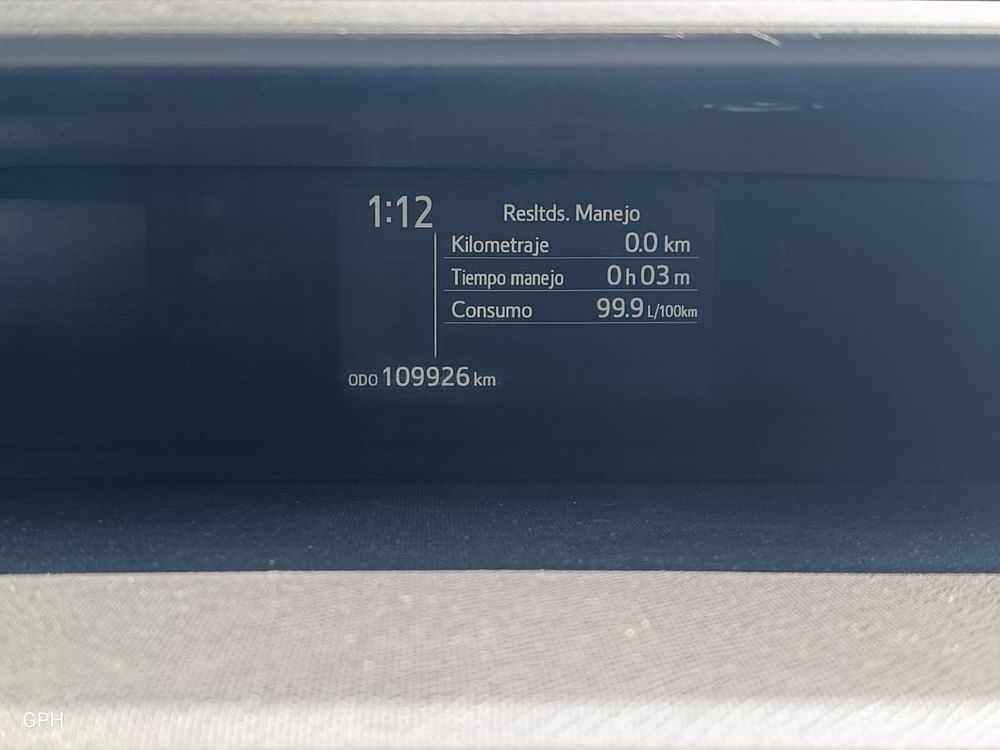 1:12
Resltds. Manejo
Kilometraje 0.0 km
Tiempo manejo 0 h 03 m
Consumo 99.9 L/100km
ODO 109926 km
GPH